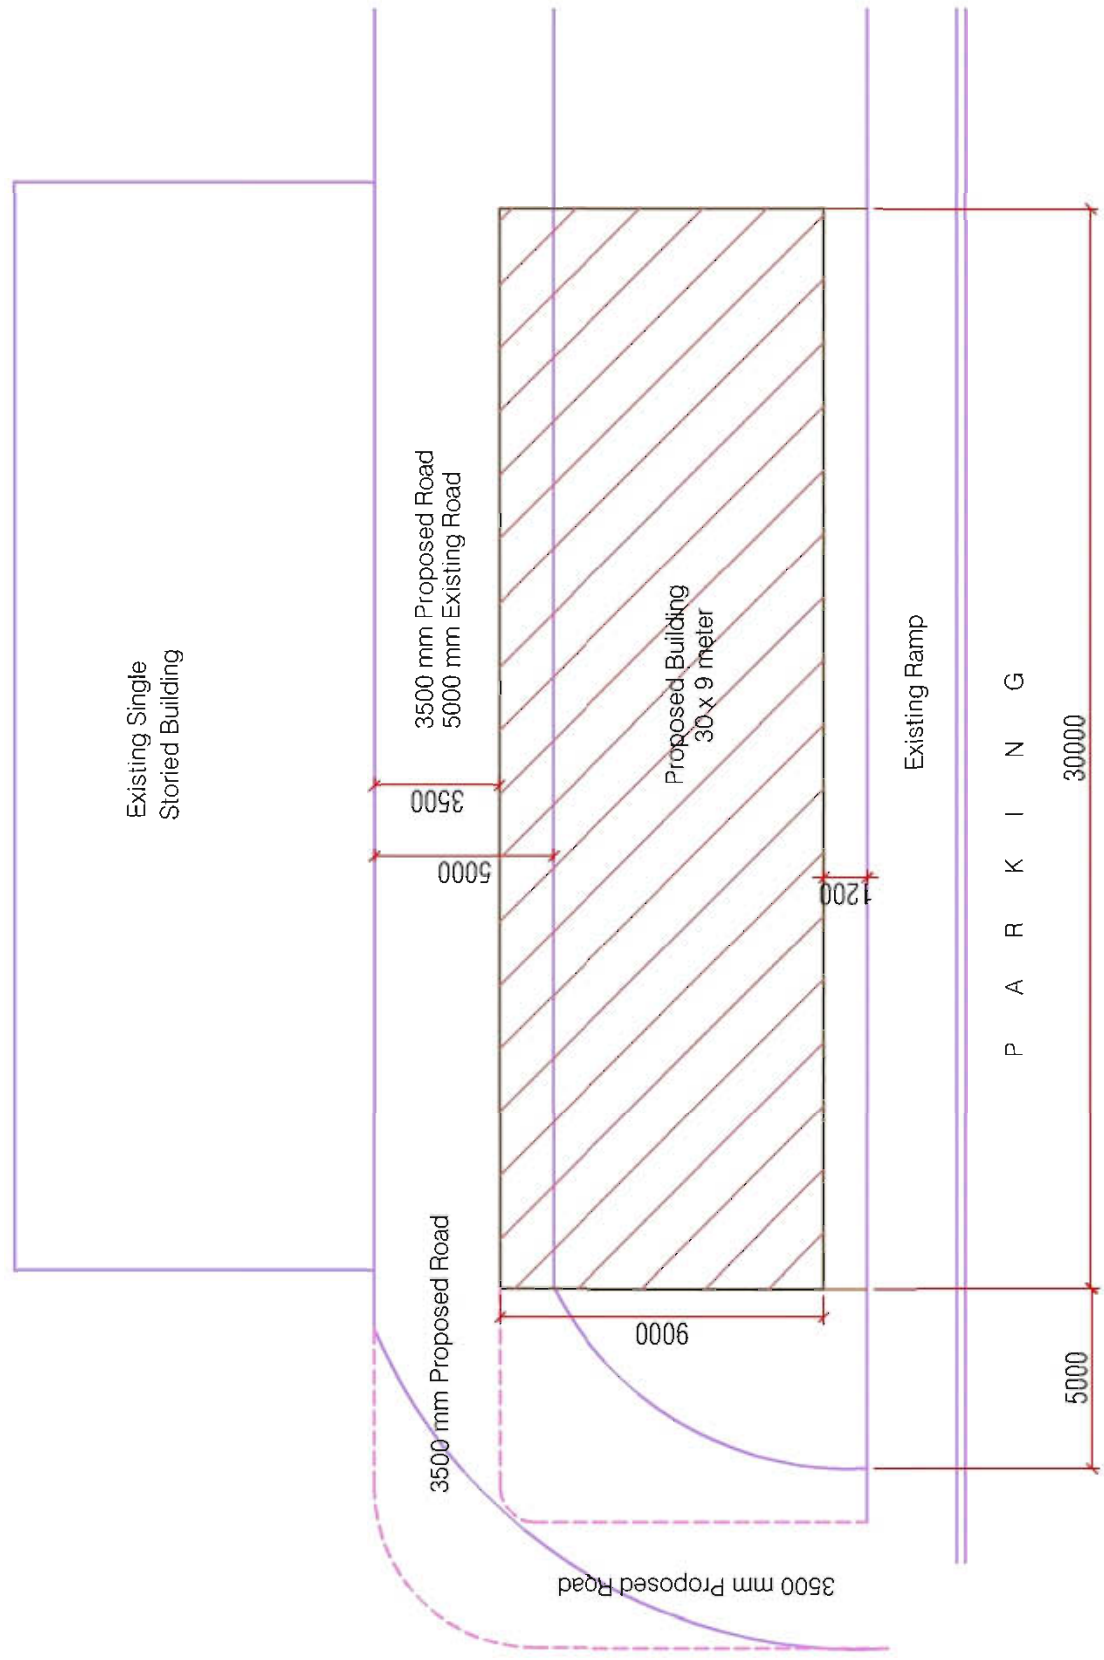 Existing Single
Storied Building
3500 mm Proposed Road
5000 mm Existing Road
3500
5000
Proposed Building
30 x 9 meter
1200
Existing Ramp
P A R K I N G
30000
3500 mm Proposed Road
9000
5000
3500 mm Proposed Road